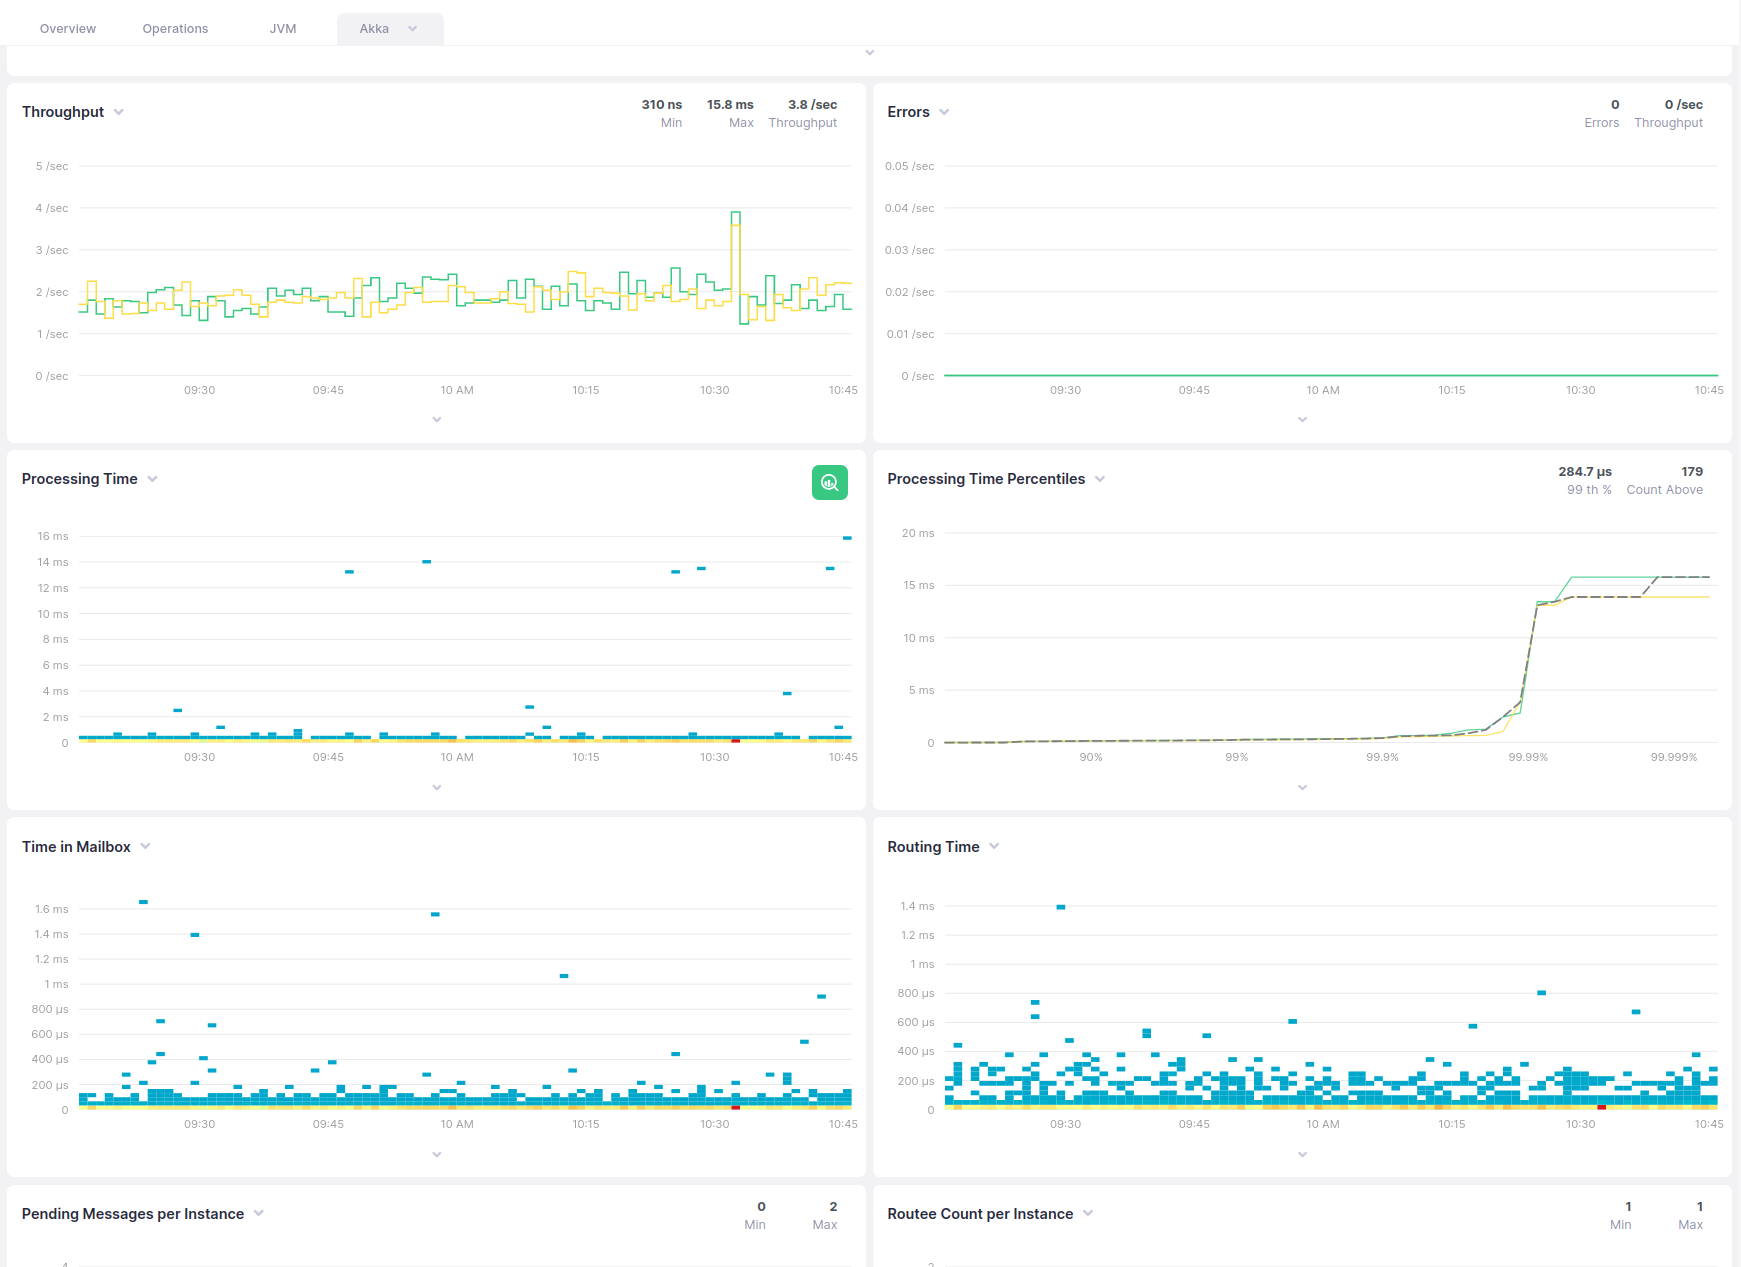 Overview Operations JVM Akka
Throughput
310 ns 15.8 ms 3.8 /sec
Min Max Throughput
5 /sec
4 /sec
3 /sec
2 /sec
1 /sec
0 /sec
09:30 09:45 10 AM 10:15 10:30 10:45
Errors
0 0 /sec
Errors Throughput
0.05 /sec
0.04 /sec
0.03 /sec
0.02 /sec
0.01 /sec
0 /sec
09:30 09:45 10 AM 10:15 10:30 10:45
Processing Time
16 ms
14 ms
12 ms
10 ms
8 ms
6 ms
4 ms
2 ms
0
09:30 09:45 10 AM 10:15 10:30 10:45
Processing Time Percentiles
284.7 µs 179
99 th % Count Above
20 ms
15 ms
10 ms
5 ms
0
90% 99% 99.9% 99.99% 99.999%
Time in Mailbox
1.6 ms
1.4 ms
1.2 ms
1 ms
800 µs
600 µs
400 µs
200 µs
0
09:30 09:45 10 AM 10:15 10:30 10:45
Routing Time
1.4 ms
1.2 ms
1 ms
800 µs
600 µs
400 µs
200 µs
0
09:30 09:45 10 AM 10:15 10:30 10:45
Pending Messages per Instance
0 2
Min Max
Routee Count per Instance
1 1
Min Max